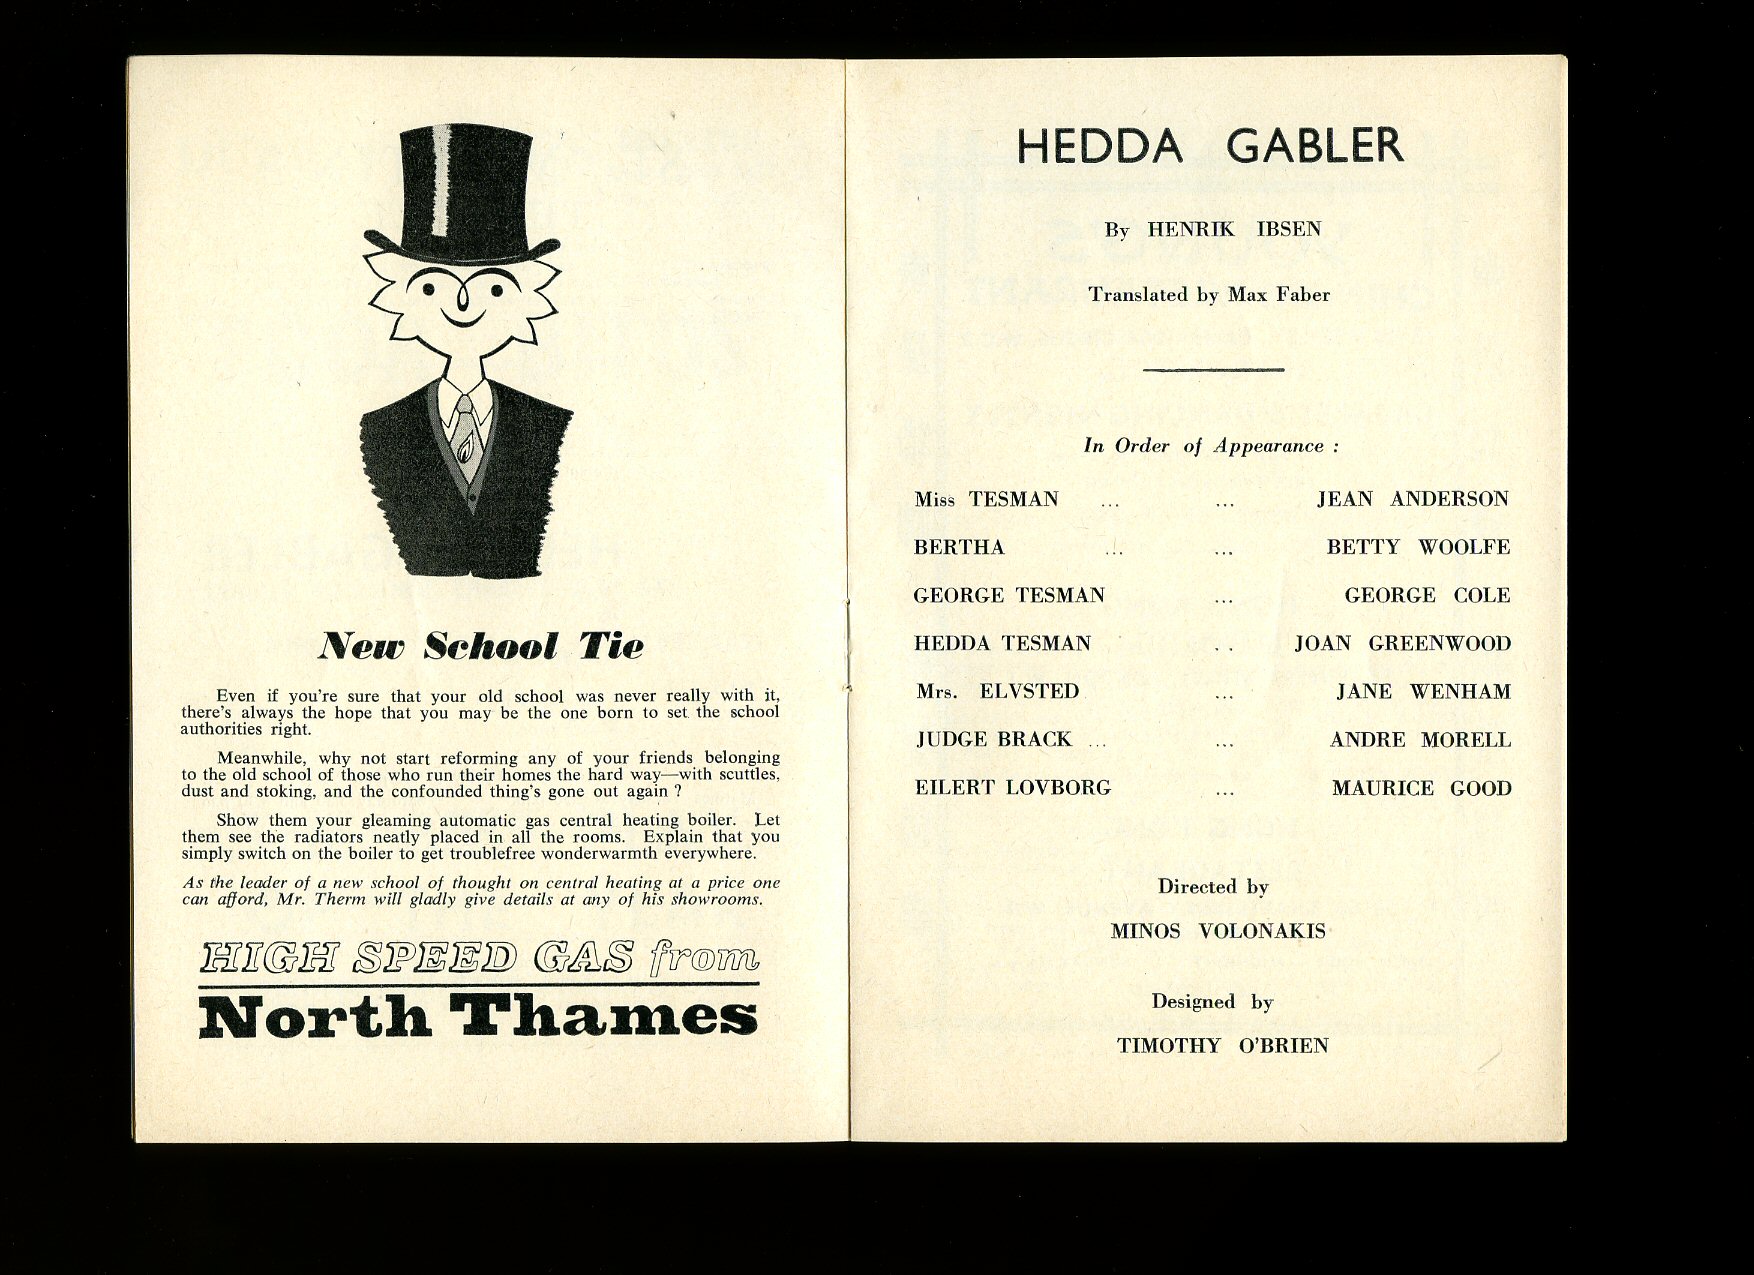 New School Tie
Even if you're sure that your old school was never really with it,
there's always the hope that you may be the one born to set the school
authorities right.
Meanwhile, why not start reforming any of your friends belonging
to the old school of those who run their homes the hard way—with scuttles,
dust and stoking, and the confounded thing's gone out again ?
Show them your gleaming automatic gas central heating boiler. Let
them see the radiators neatly placed in all the rooms. Explain that you
simply switch on the boiler to get troublefree wonderwarmth everywhere.
As the leader of a new school of thought on central heating at a price one
can afford, Mr. Therm will gladly give details at any of his showrooms.
HIGH SPEED GAS from
North Thames
HEDDA GABLER
By HENRIK IBSEN
Translated by Max Faber
In Order of Appearance :
Miss TESMAN ... ... JEAN ANDERSON
BERTHA ... ... BETTY WOOLFE
GEORGE TESMAN ... GEORGE COLE
HEDDA TESMAN . . JOAN GREENWOOD
Mrs. ELVSTED ... JANE WENHAM
JUDGE BRACK ... ... ANDRE MORELL
EILERT LOVBORG ... MAURICE GOOD
Directed by
MINOS VOLONAKIS
Designed by
TIMOTHY O'BRIEN